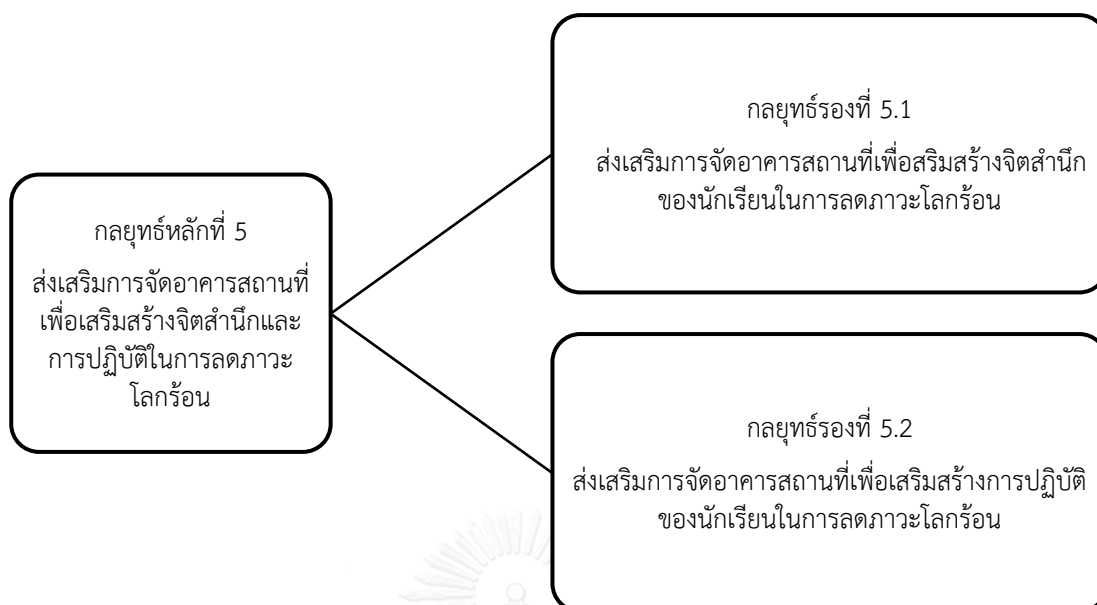 กลยุทธ์หลักที่ 5
ส่งเสริมการจัดอาคารสถานที่
เพื่อเสริมสร้างจิตสำนึกและ
การปฏิบัติในการลดภาวะ
โลกร้อน
กลยุทธ์รองที่ 5.1
ส่งเสริมการจัดอาคารสถานที่เพื่อสริมสร้างจิตสำนึก
ของนักเรียนในการลดภาวะโลกร้อน
กลยุทธ์รองที่ 5.2
ส่งเสริมการจัดอาคารสถานที่เพื่อเสริมสร้างการปฏิบัติ
ของนักเรียนในการลดภาวะโลกร้อน